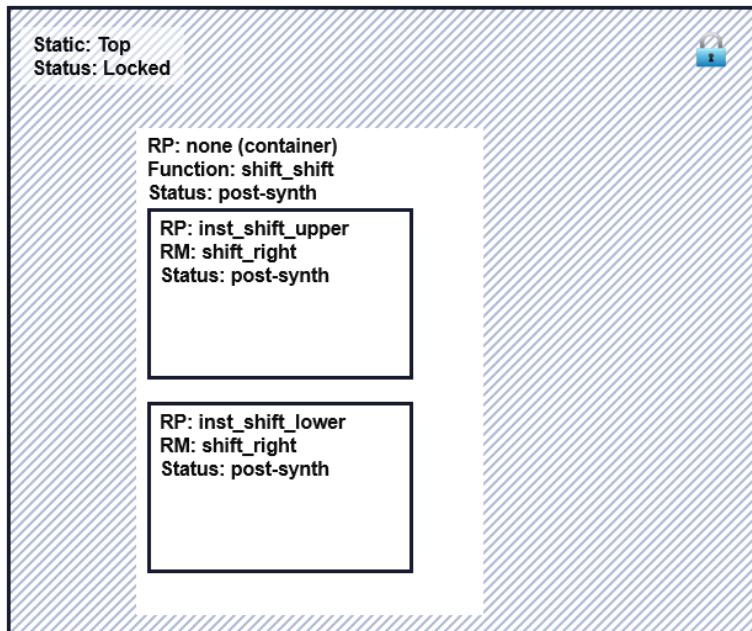 Static: Top
Status: Locked
RP: none (container)
Function: shift_shift
Status: post-synth
RP: inst_shift_upper
RM: shift_right
Status: post-synth
RP: inst_shift_lower
RM: shift_right
Status: post-synth